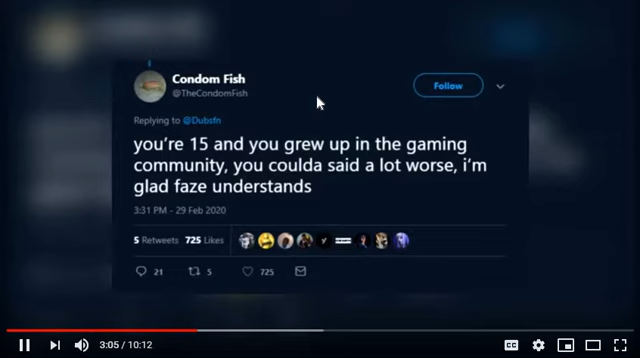 Condom Fish
@TheCondomFish
Follow
Replying to @Dubsfn
you're 15 and you grew up in the gaming
community, you coulda said a lot worse, i'm
glad faze understands
3:31 PM - 29 Feb 2020
5 Retweets 725 Likes
21 5 725
3:05 / 10:12
CC